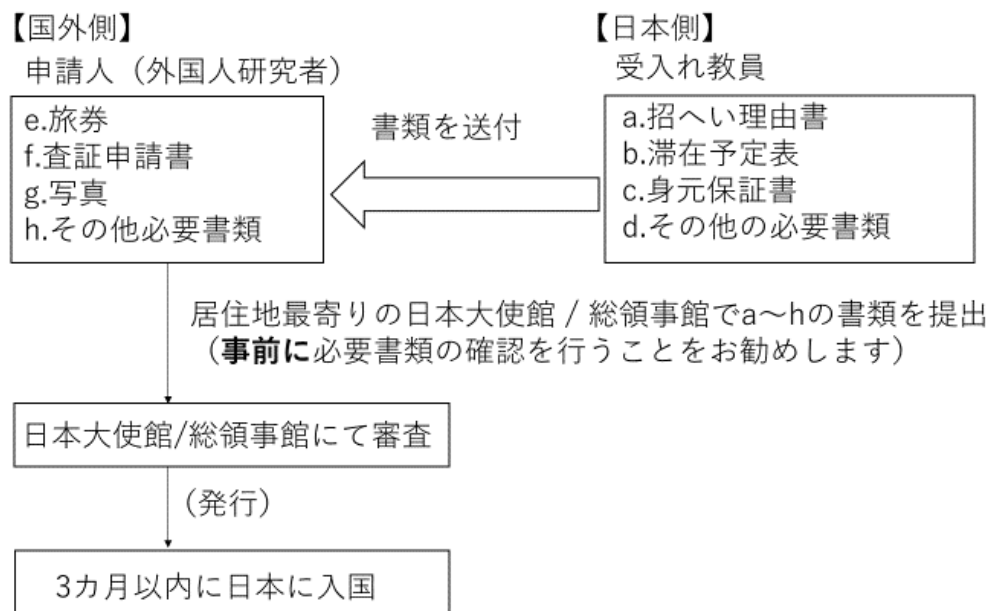 【国外側】
申請人（外国人研究者）
e.旅券
f.査証申請書
g.写真
h.その他必要書類
書類を送付
【日本側】
受入れ教員
a.招へい理由書
b.滞在予定表
c.身元保証書
d.その他の必要書類
居住地最寄りの日本大使館 / 総領事館でa～hの書類を提出
（事前に必要書類の確認を行うことをお勧めします）
日本大使館/総領事館にて審査
（発行）
3カ月以内に日本に入国